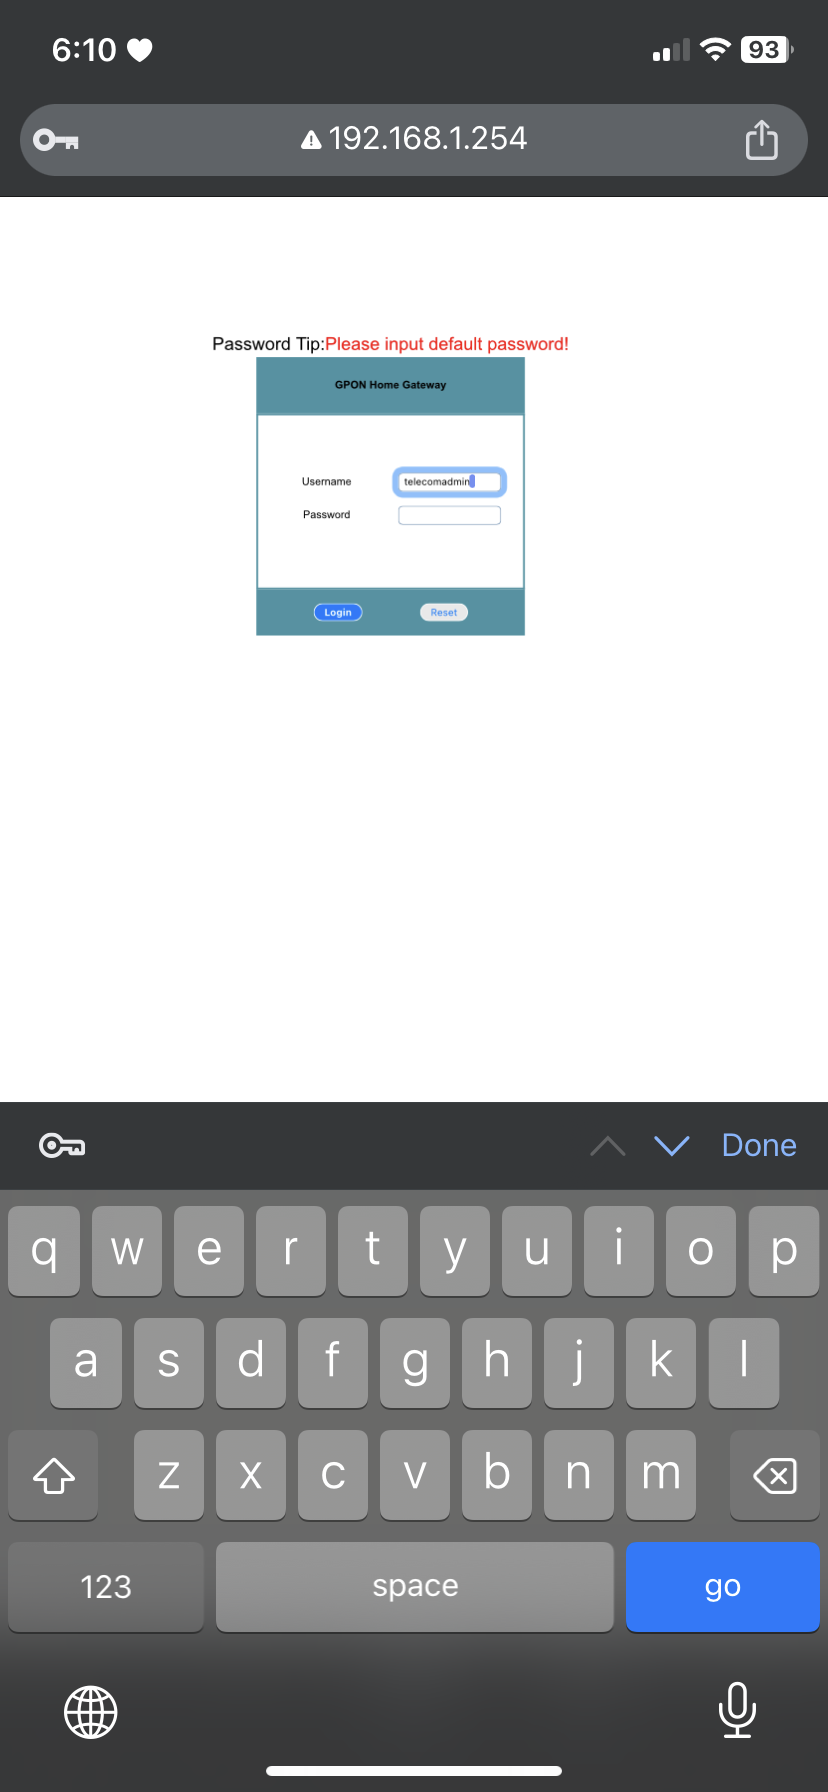 6:10
93
192.168.1.254
Password Tip:Please input default password!
GPON Home Gateway
Username telecomadmin
Password
Login Reset
Done
q w e r t y u i o p
a s d f g h j k l
z x c v b n m
123 space go